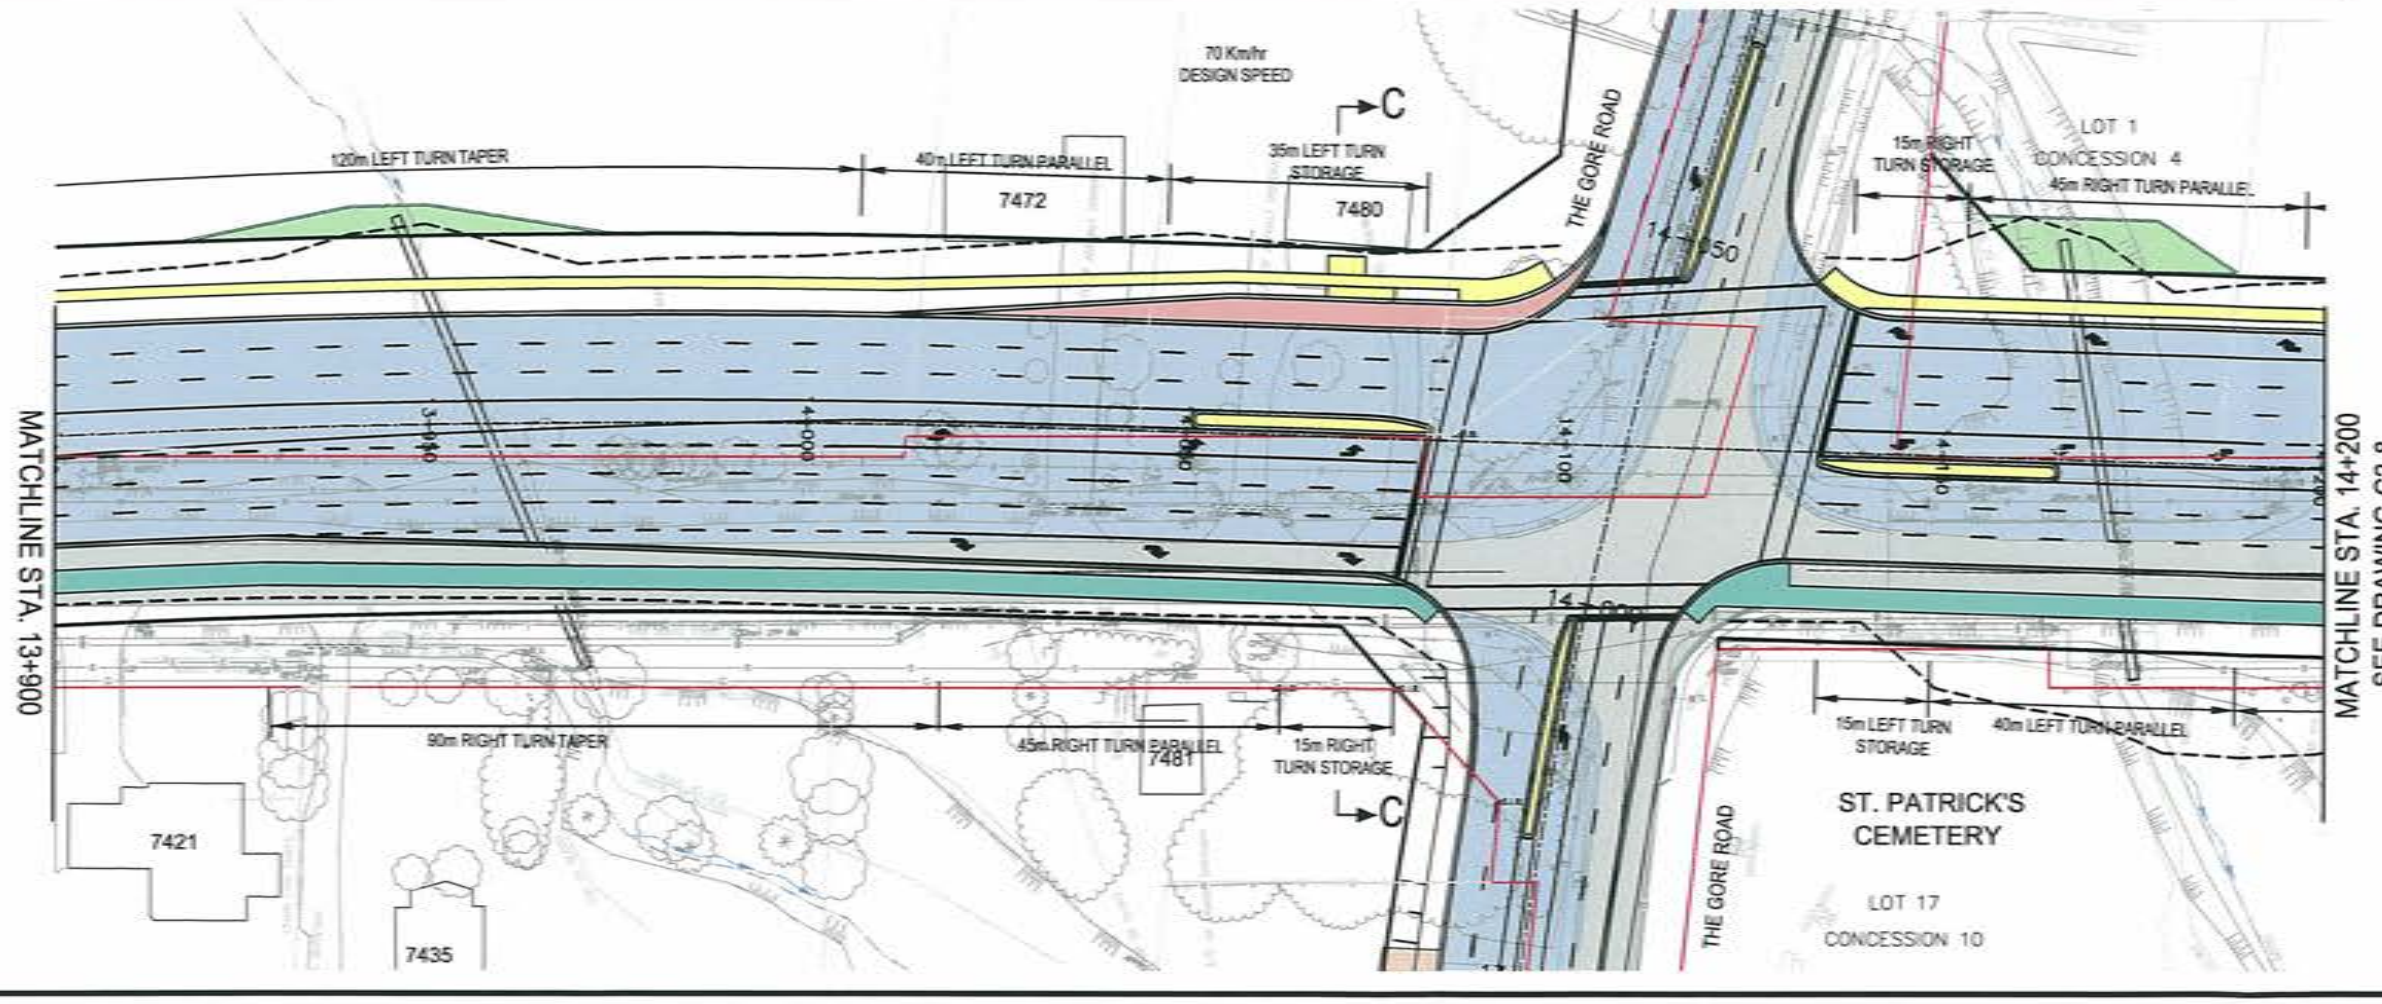 70 Km/hr
DESIGN SPEED
C
THE GORE ROAD
LOT 1
CONCESSION 4
120m LEFT TURN TAPER
40m LEFT TURN PARALLEL
35m LEFT TURN
STORAGE
15m RIGHT
TURN STORAGE
45m RIGHT TURN PARALLEL
7472
7480
14+000
14+100
MATCHLINE STA. 13+900
MATCHLINE STA. 14+200
90m RIGHT TURN TAPER
45m RIGHT TURN PARALLEL
7481
15m RIGHT
TURN STORAGE
15m LEFT TURN
STORAGE
40m LEFT TURN PARALLEL
C
7421
7435
THE GORE ROAD
ST. PATRICK'S
CEMETERY
LOT 17
CONCESSION 10